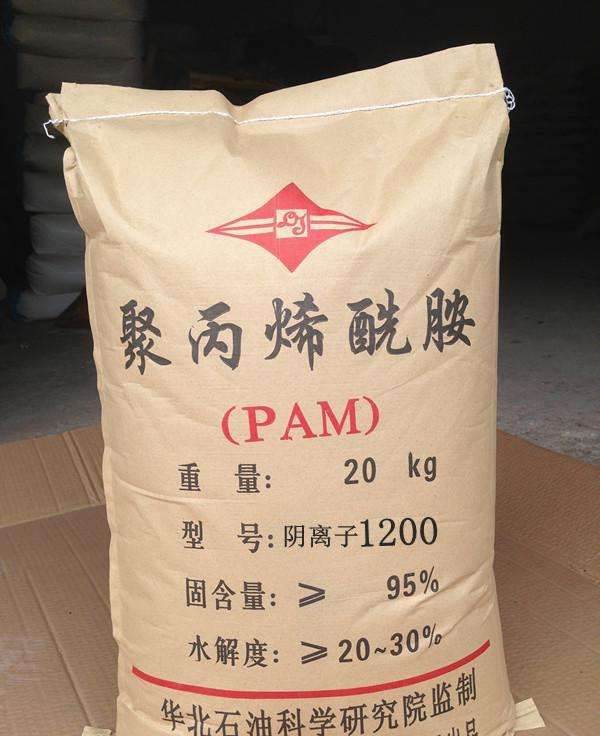 聚丙烯酰胺
(PAM)
重 量: 20 kg
型 号:阴离子1200
固含量: ≥ 95%
水解度: ≥20~30%
华北石油科学研究院监制
出品